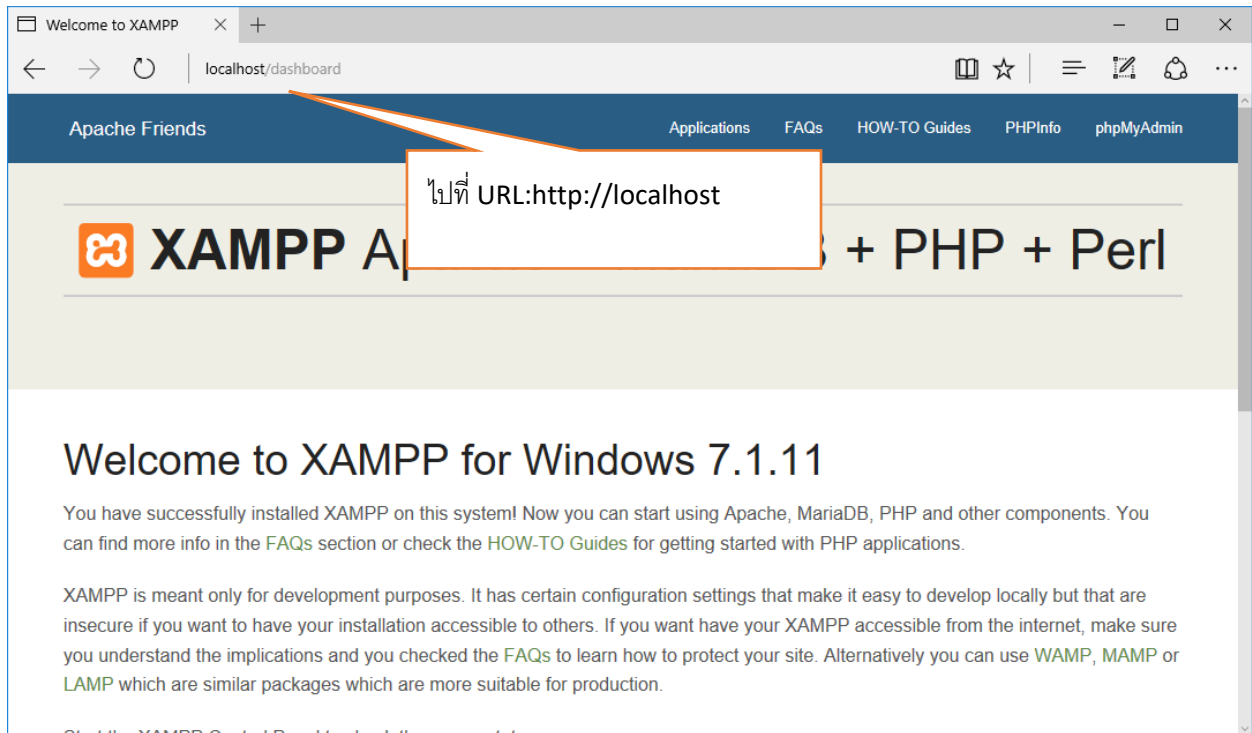 Welcome to XAMPP
localhost/dashboard
Apache Friends
Applications FAQs HOW-TO Guides PHPInfo phpMyAdmin
ไปที่ URL:http://localhost
XAMPP + PHP + Perl
Welcome to XAMPP for Windows 7.1.11
You have successfully installed XAMPP on this system! Now you can start using Apache, MariaDB, PHP and other components. You
can find more info in the FAQs section or check the HOW-TO Guides for getting started with PHP applications.
XAMPP is meant only for development purposes. It has certain configuration settings that make it easy to develop locally but that are
insecure if you want to have your installation accessible to others. If you want have your XAMPP accessible from the internet, make sure
you understand the implications and you checked the FAQs to learn how to protect your site. Alternatively you can use WAMP, MAMP or
LAMP which are similar packages which are more suitable for production.